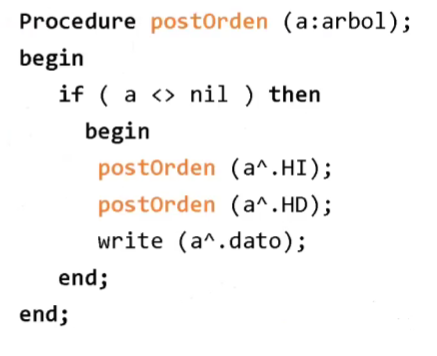 Procedure postOrden (a:arbol);
begin
if ( a <> nil ) then
begin
postOrden (a^.HI);
postOrden (a^.HD);
write (a^.dato);
end;
end;